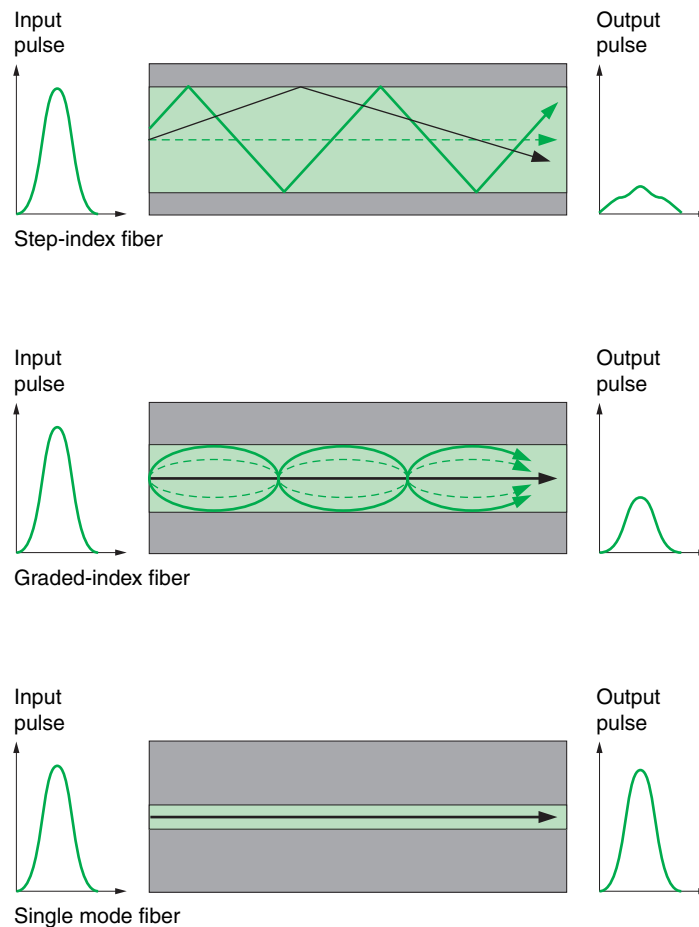 Input
pulse
Output
pulse
Step-index fiber
Input
pulse
Output
pulse
Graded-index fiber
Input
pulse
Output
pulse
Single mode fiber